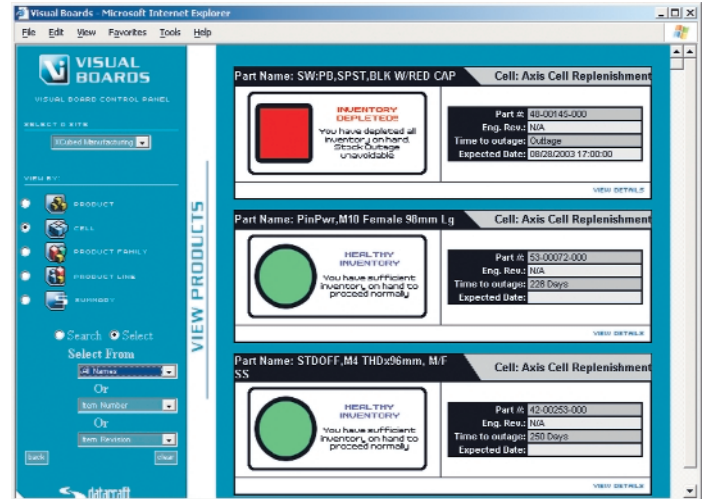 Visual Boards - Microsoft Internet Explorer
File Edit View Favorites Tools Help
VISUAL
BOARDS
VISUAL BOARD CONTROL PANEL
SELECT A SITE
XCubed Manufacturing
VIEW BY:
PRODUCT
CELL
PRODUCT FAMILY
PRODUCT LINE
SUMMARY
Search Select
Select From
All Names
Or
Item Number
Or
Item Revision
back clear
datacraft
VIEW PRODUCTS
Part Name: SW:PB,SPST,BLK W/RED CAP Cell: Axis Cell Replenishment
INVENTORY
DEPLETED!!
You have depleted all
inventory on hand.
Stock Outage
unavoidable
Part #: 48-00145-000
Eng. Rev.: N/A
Time to outage: Outtage
Expected Date: 08/28/2003 17:00:00
VIEW DETAILS
Part Name: PinPwr,M10 Female 98mm Lg Cell: Axis Cell Replenishment
HEALTHY
INVENTORY
You have sufficient
inventory on hand to
proceed normally
Part #: 53-00072-000
Eng. Rev.: N/A
Time to outage: 228 Days
Expected Date:
VIEW DETAILS
Part Name: STDOFF,M4 THDx96mm, M/F
SS
Cell: Axis Cell Replenishment
HEALTHY
INVENTORY
You have sufficient
inventory on hand to
proceed normally
Part #: 42-00253-000
Eng. Rev.: N/A
Time to outage: 250 Days
Expected Date:
VIEW DETAILS